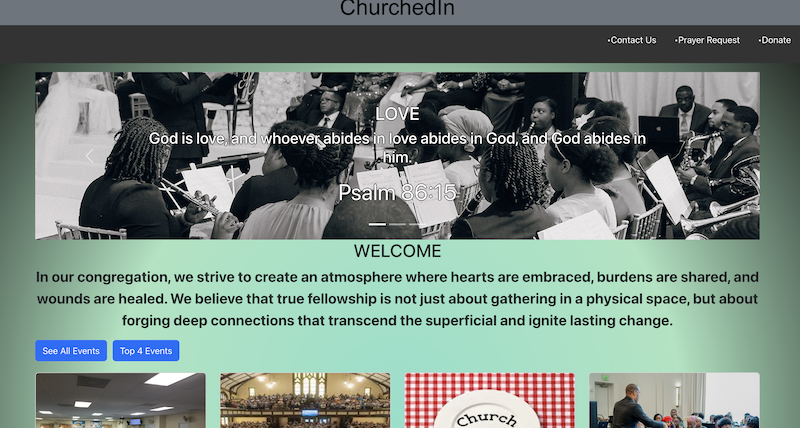 ChurchedIn
•Contact Us •Prayer Request •Donate
LOVE
God is love, and whoever abides in love abides in God, and God abides in
him.
Psalm 86:15
WELCOME
In our congregation, we strive to create an atmosphere where hearts are embraced, burdens are shared, and
wounds are healed. We believe that true fellowship is not just about gathering in a physical space, but about
forging deep connections that transcend the superficial and ignite lasting change.
See All Events Top 4 Events
Church